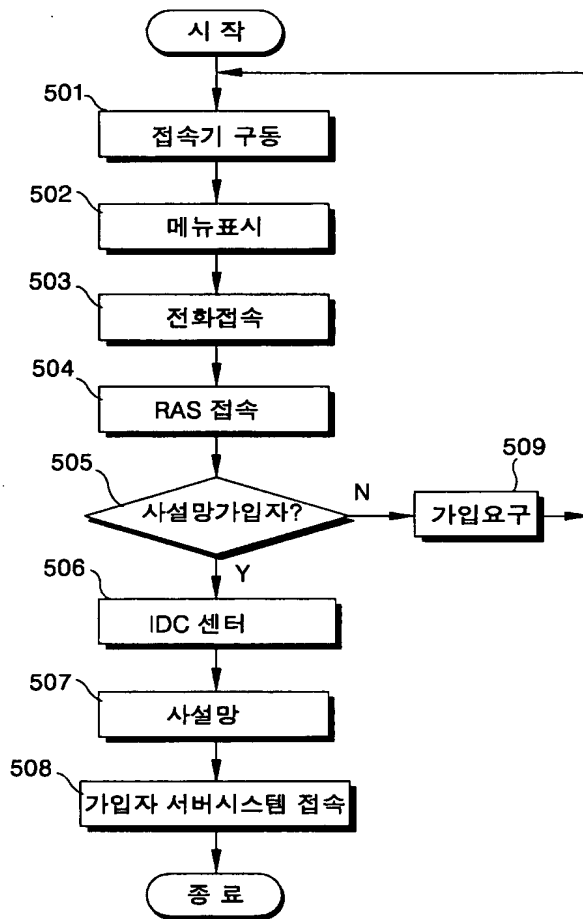 시 작
501
접속기 구동
502
메뉴표시
503
전화접속
504
RAS 접속
505
사설망가입자?
N
509
가입요구
Y
506
IDC 센터
507
사설망
508
가입자 서버시스템 접속
종 료